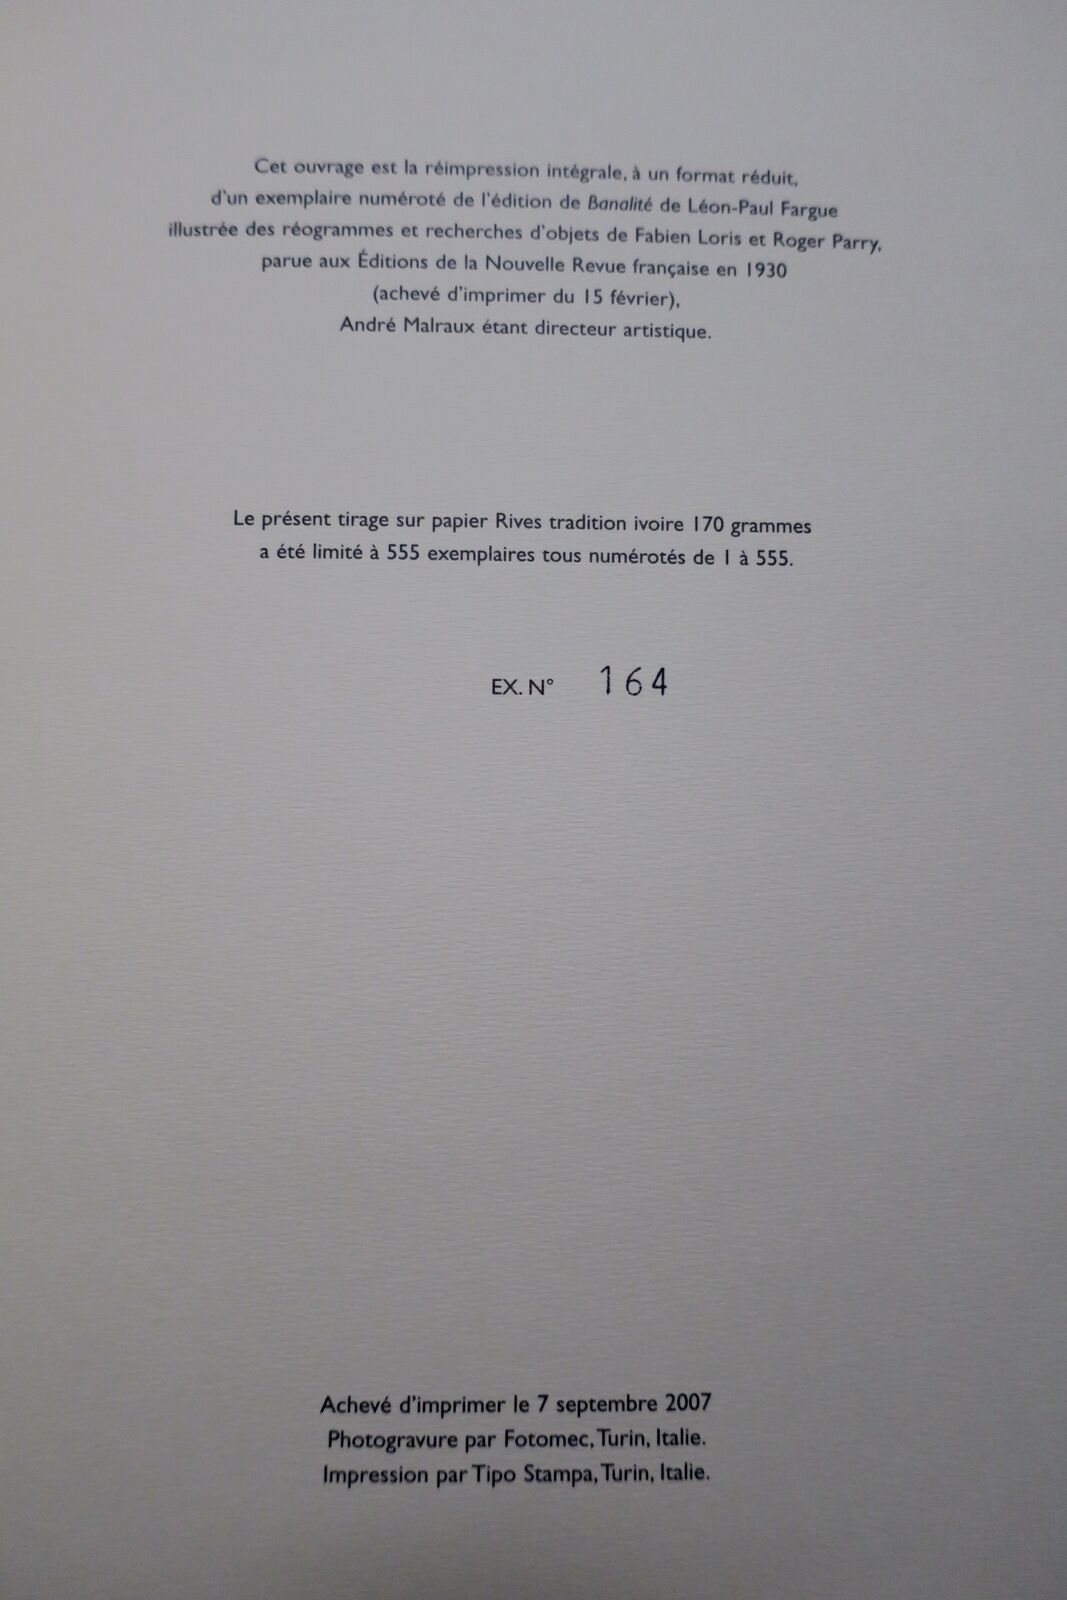 Cet ouvrage est la réimpression intégrale, à un format réduit,
d'un exemplaire numéroté de l'édition de Banalité de Léon-Paul Fargue
illustrée des réogrammes et recherches d'objets de Fabien Loris et Roger Parry,
parue aux Éditions de la Nouvelle Revue française en 1930
(achevé d'imprimer du 15 février),
André Malraux étant directeur artistique.
Le présent tirage sur papier Rives tradition ivoire 170 grammes
a été limité à 555 exemplaires tous numérotés de 1 à 555.
EX. N° 164
Achevé d'imprimer le 7 septembre 2007
Photogravure par Fotomec, Turin, Italie.
Impression par Tipo Stampa, Turin, Italie.